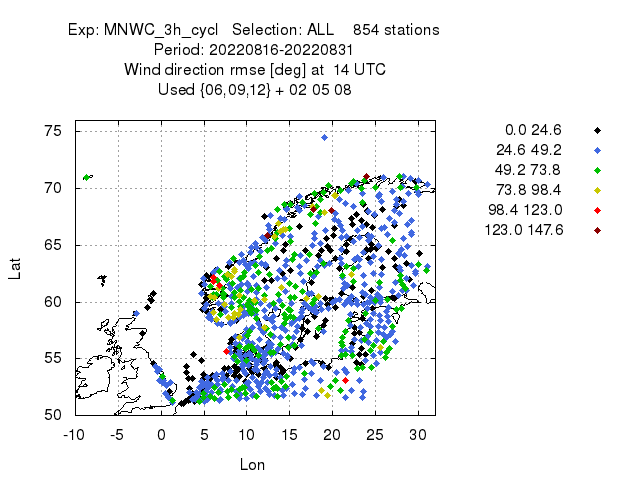 Exp: MNWC_3h_cycl   Selection: ALL    854 stations
Period: 20220816-20220831
Wind direction rmse [deg] at  14 UTC
Used {06,09,12} + 02 05 08
0.0 24.6
24.6 49.2
49.2 73.8
73.8 98.4
98.4 123.0
123.0 147.6
75
70
65
60
55
50
Lat
-10 -5 0 5 10 15 20 25 30
Lon